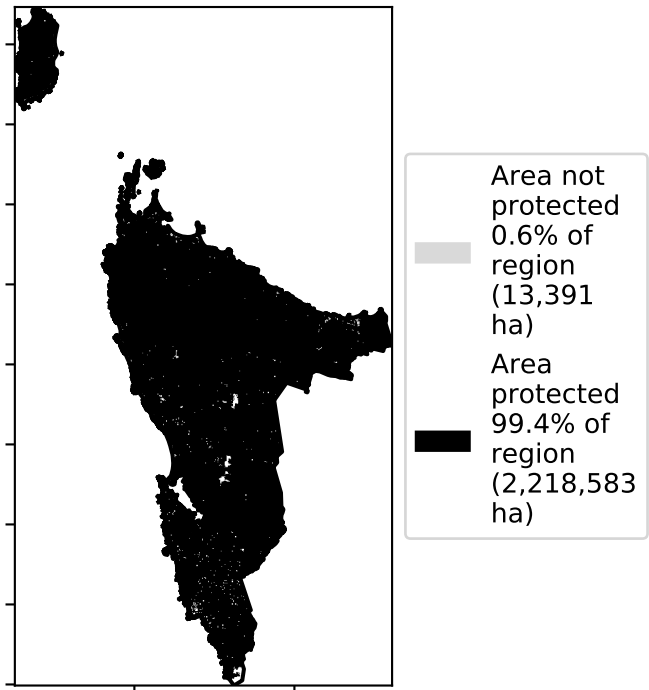 Area not
protected
0.6% of
region
(13,391
ha)
Area
protected
99.4% of
region
(2,218,583
ha)